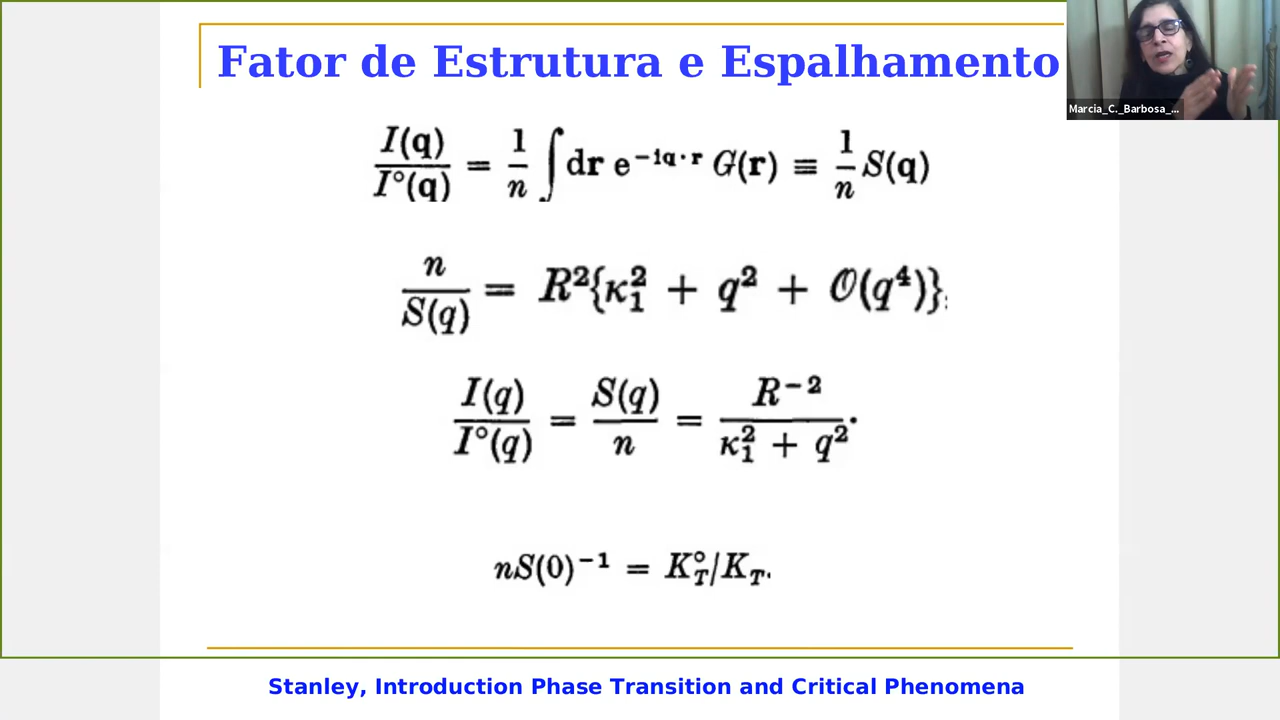 Fator de Estrutura e Espalhamento
Marcia_C._Barbosa_...
I(q)/I°(q) = 1/n ∫ dr e^{-iq·r} G(r) ≡ 1/n S(q)
n/S(q) = R²{κ₁² + q² + 𝒪(q⁴)}
I(q)/I°(q) = S(q)/n = R⁻²/(κ₁² + q²).
nS(0)⁻¹ = K°_T/K_T.
Stanley, Introduction Phase Transition and Critical Phenomena